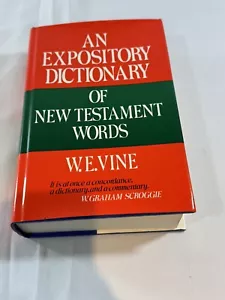 AN
EXPOSITORY
DICTIONARY
OF
NEW TESTAMENT
WORDS
W.E.VINE
It is at once a concordance,
a dictionary, and a commentary.
W. GRAHAM SCROGGIE